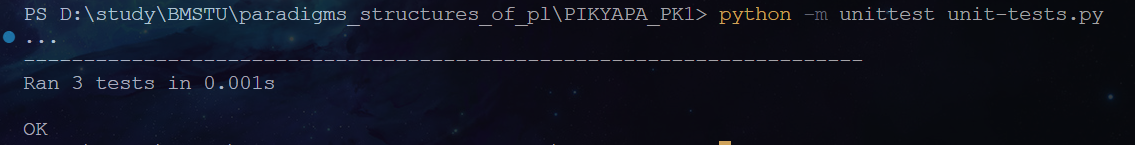 PS D:\study\BMSTU\paradigms_structures_of_pl\PIKYAPA_PK1> python -m unittest unit-tests.py
...
----------------------------------------------------------------------
Ran 3 tests in 0.001s
OK